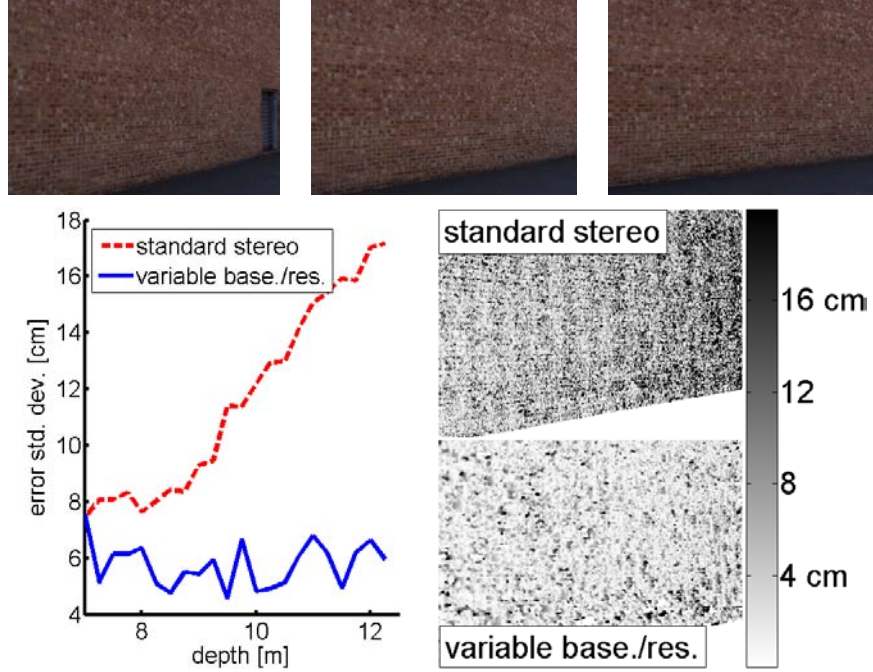 18
16
14
12
10
8
6
4
error std. dev. [cm]
standard stereo
variable base./res.
8
10
12
depth [m]
standard stereo
variable base./res.
16 cm
12
8
4 cm